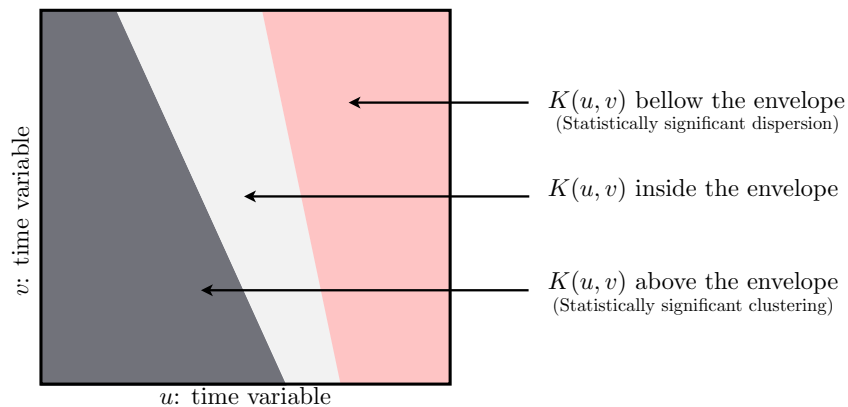 K(u, v) bellow the envelope
(Statistically significant dispersion)
K(u, v) inside the envelope
K(u, v) above the envelope
(Statistically significant clustering)
v: time variable
u: time variable